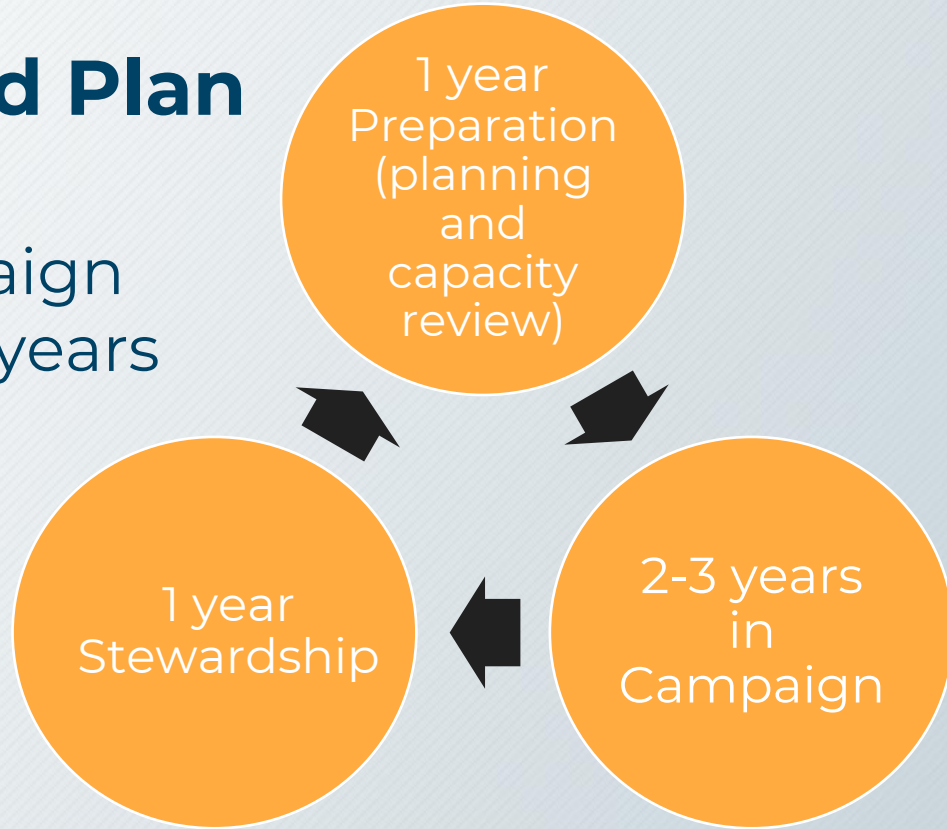 d Plan
aign
years
1 year
Preparation
(planning
and
capacity
review)
2-3 years
in
Campaign
1 year
Stewardship